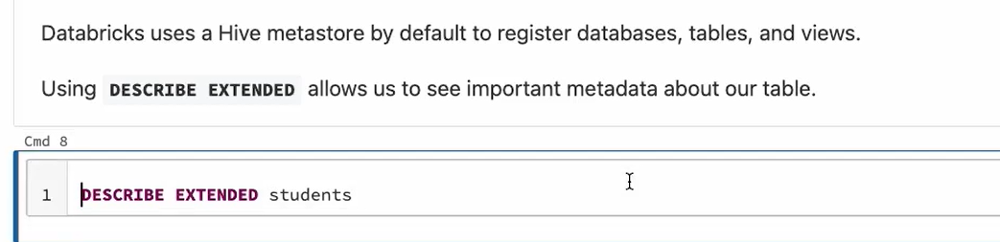 Databricks uses a Hive metastore by default to register databases, tables, and views.
Using DESCRIBE EXTENDED allows us to see important metadata about our table.
Cmd 8
1 DESCRIBE EXTENDED students